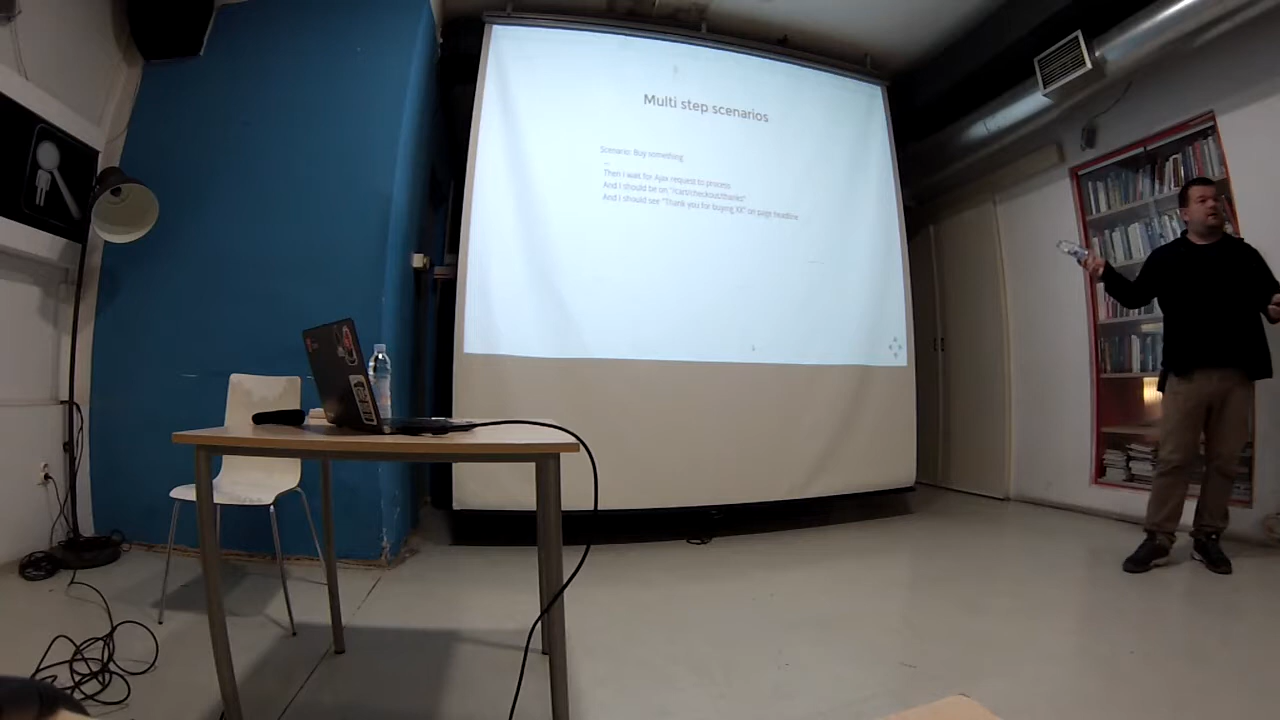 Multi step scenarios
Scenario: Buy something
...
Then I wait for Ajax request to process
And I should be on "/cart/checkout/thanks"
And I should see "Thank you for buying XX" on page headline